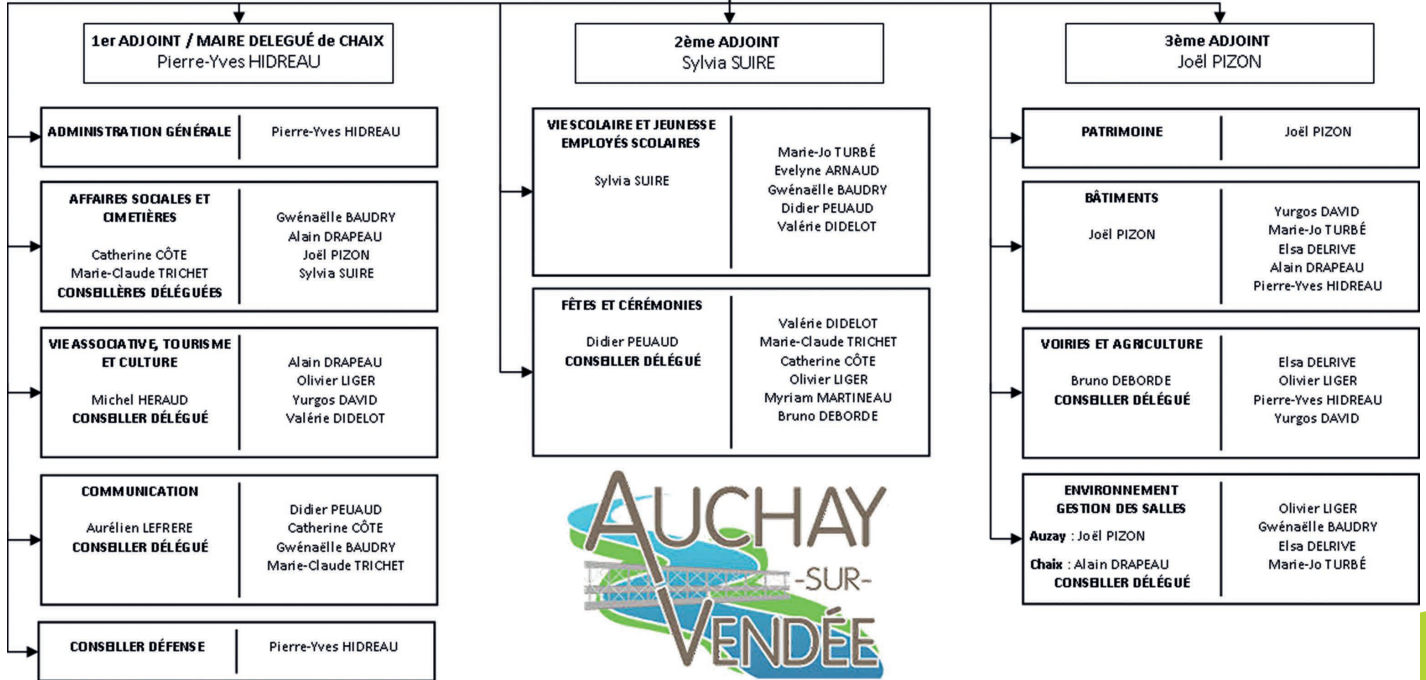 1er ADJOINT / MAIRE DELEGUÉ de CHAIX
Pierre-Yves HIDREAU
ADMINISTRATION GÉNÉRALE
Pierre-Yves HIDREAU
AFFAIRES SOCIALES ET
CIMETIÈRES
Catherine CÔTE
Marie-Claude TRICHET
CONSEILLÈRES DÉLÉGUÉES
Gwénaëlle BAUDRY
Alain DRAPEAU
Joël PIZON
Sylvia SUIRE
VIE ASSOCIATIVE, TOURISME
ET CULTURE
Michel HERAUD
CONSEILLER DÉLÉGUÉ
Alain DRAPEAU
Olivier LIGER
Yurgos DAVID
Valérie DIDELOT
COMMUNICATION
Aurélien LEFRERE
CONSEILLER DÉLÉGUÉ
Didier PEUAUD
Catherine CÔTE
Gwénaëlle BAUDRY
Marie-Claude TRICHET
CONSEILLER DÉFENSE
Pierre-Yves HIDREAU
2ème ADJOINT
Sylvia SUIRE
VIE SCOLAIRE ET JEUNESSE
EMPLOYÉS SCOLAIRES
Sylvia SUIRE
Marie-Jo TURBÉ
Evelyne ARNAUD
Gwénaëlle BAUDRY
Didier PEUAUD
Valérie DIDELOT
FÊTES ET CÉRÉMONIES
Didier PEUAUD
CONSEILLER DÉLÉGUÉ
Valérie DIDELOT
Marie-Claude TRICHET
Catherine CÔTE
Olivier LIGER
Myriam MARTINEAU
Bruno DEBORDE
AUCHAY
-SUR-
VENDÉE
3ème ADJOINT
Joël PIZON
PATRIMOINE
Joël PIZON
BÂTIMENTS
Joël PIZON
Yurgos DAVID
Marie-Jo TURBÉ
Elsa DELRIVE
Alain DRAPEAU
Pierre-Yves HIDREAU
VOIRIES ET AGRICULTURE
Bruno DEBORDE
CONSEILLER DÉLÉGUÉ
Elsa DELRIVE
Olivier LIGER
Pierre-Yves HIDREAU
Yurgos DAVID
ENVIRONNEMENT
GESTION DES SALLES
Auzay : Joël PIZON
Chaix : Alain DRAPEAU
CONSEILLER DÉLÉGUÉ
Olivier LIGER
Gwénaëlle BAUDRY
Elsa DELRIVE
Marie-Jo TURBÉ